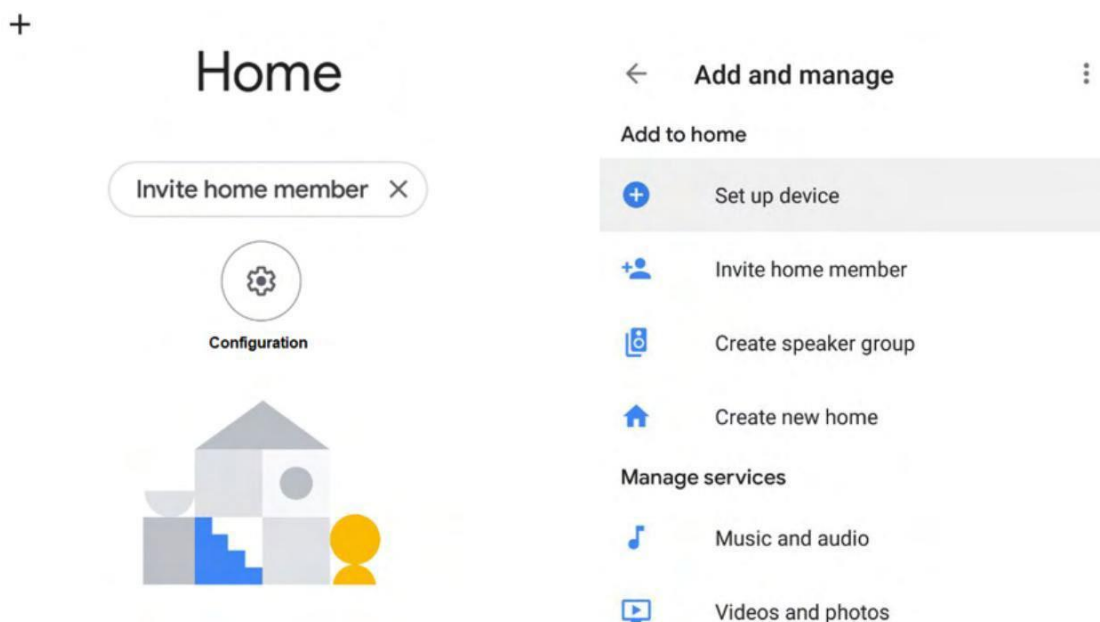 Home
Invite home member
Configuration
Add and manage
Add to home
Set up device
Invite home member
Create speaker group
Create new home
Manage services
Music and audio
Videos and photos